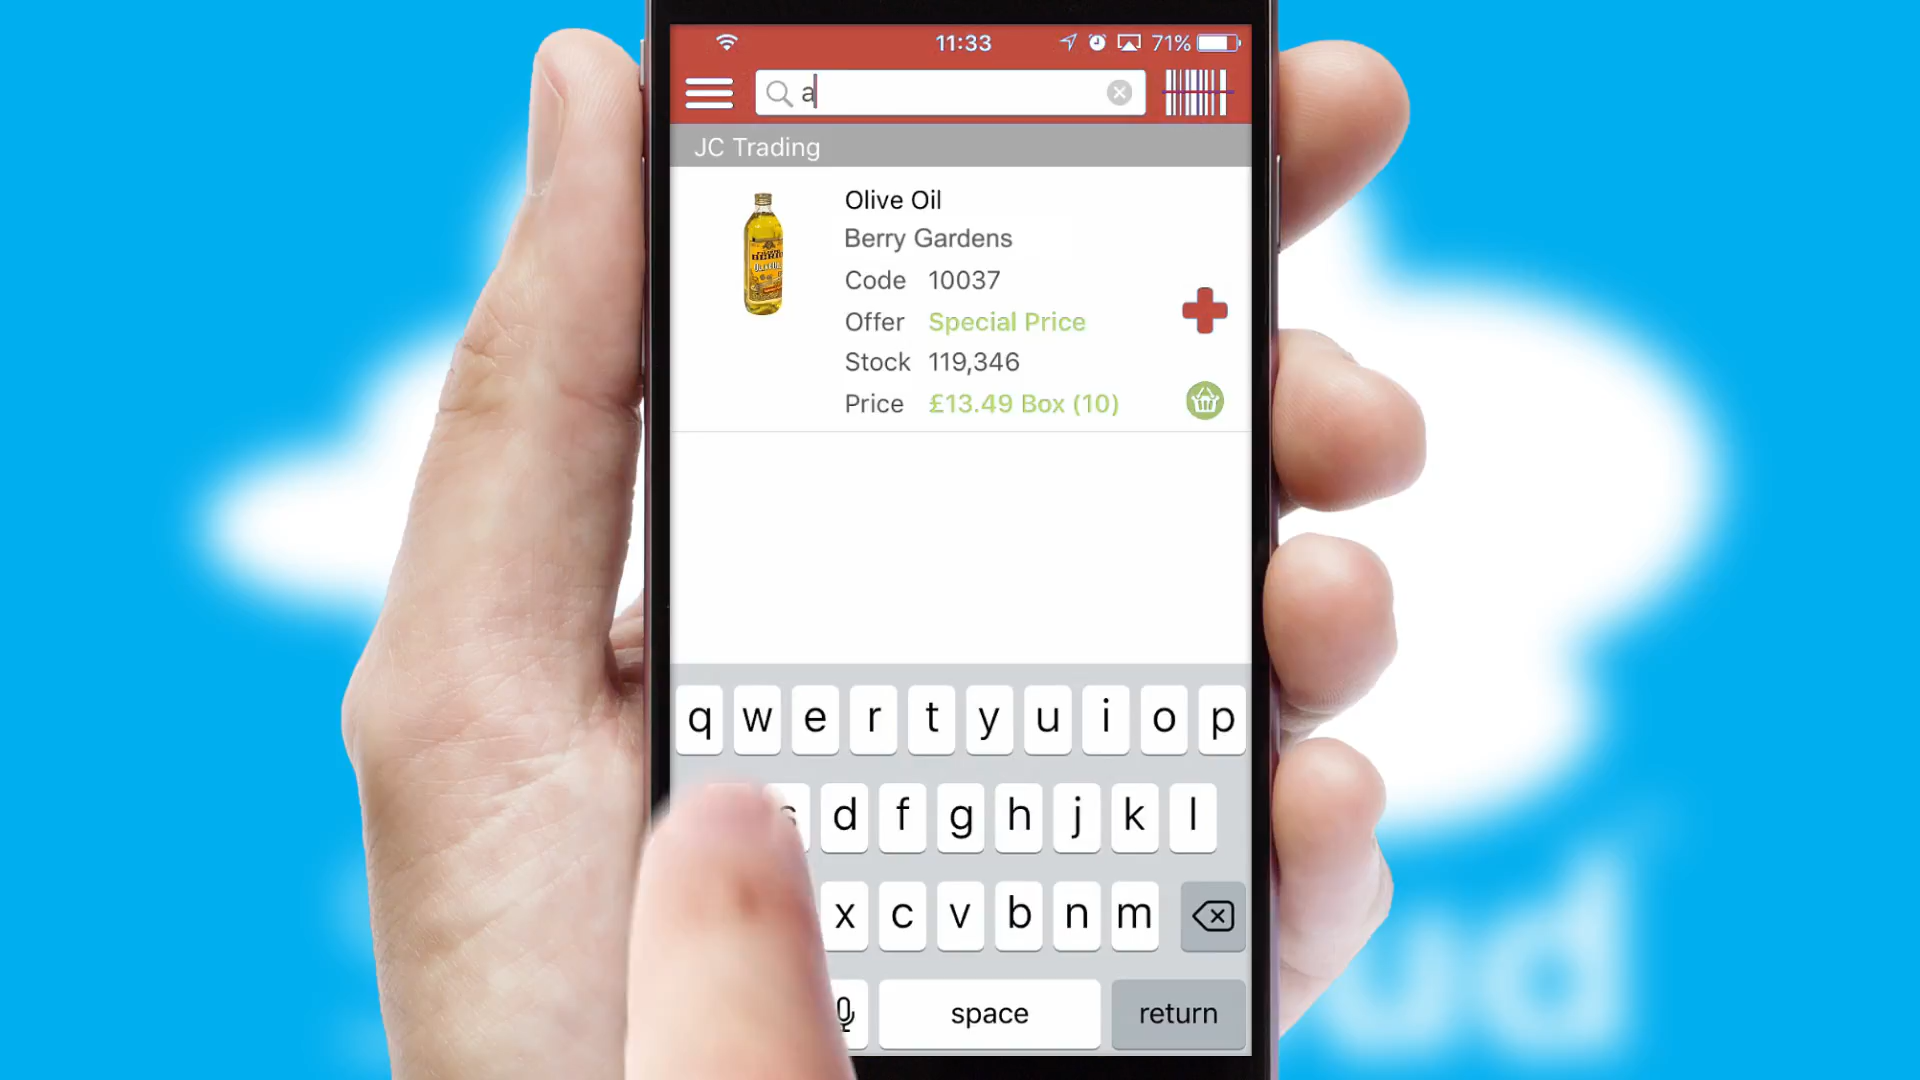 11:33 71%
a
JC Trading
Olive Oil
Berry Gardens
Code 10037
Offer Special Price
Stock 119,346
Price £13.49 Box (10)
q w e r t y u i o p
s d f g h j k l
x c v b n m
space return